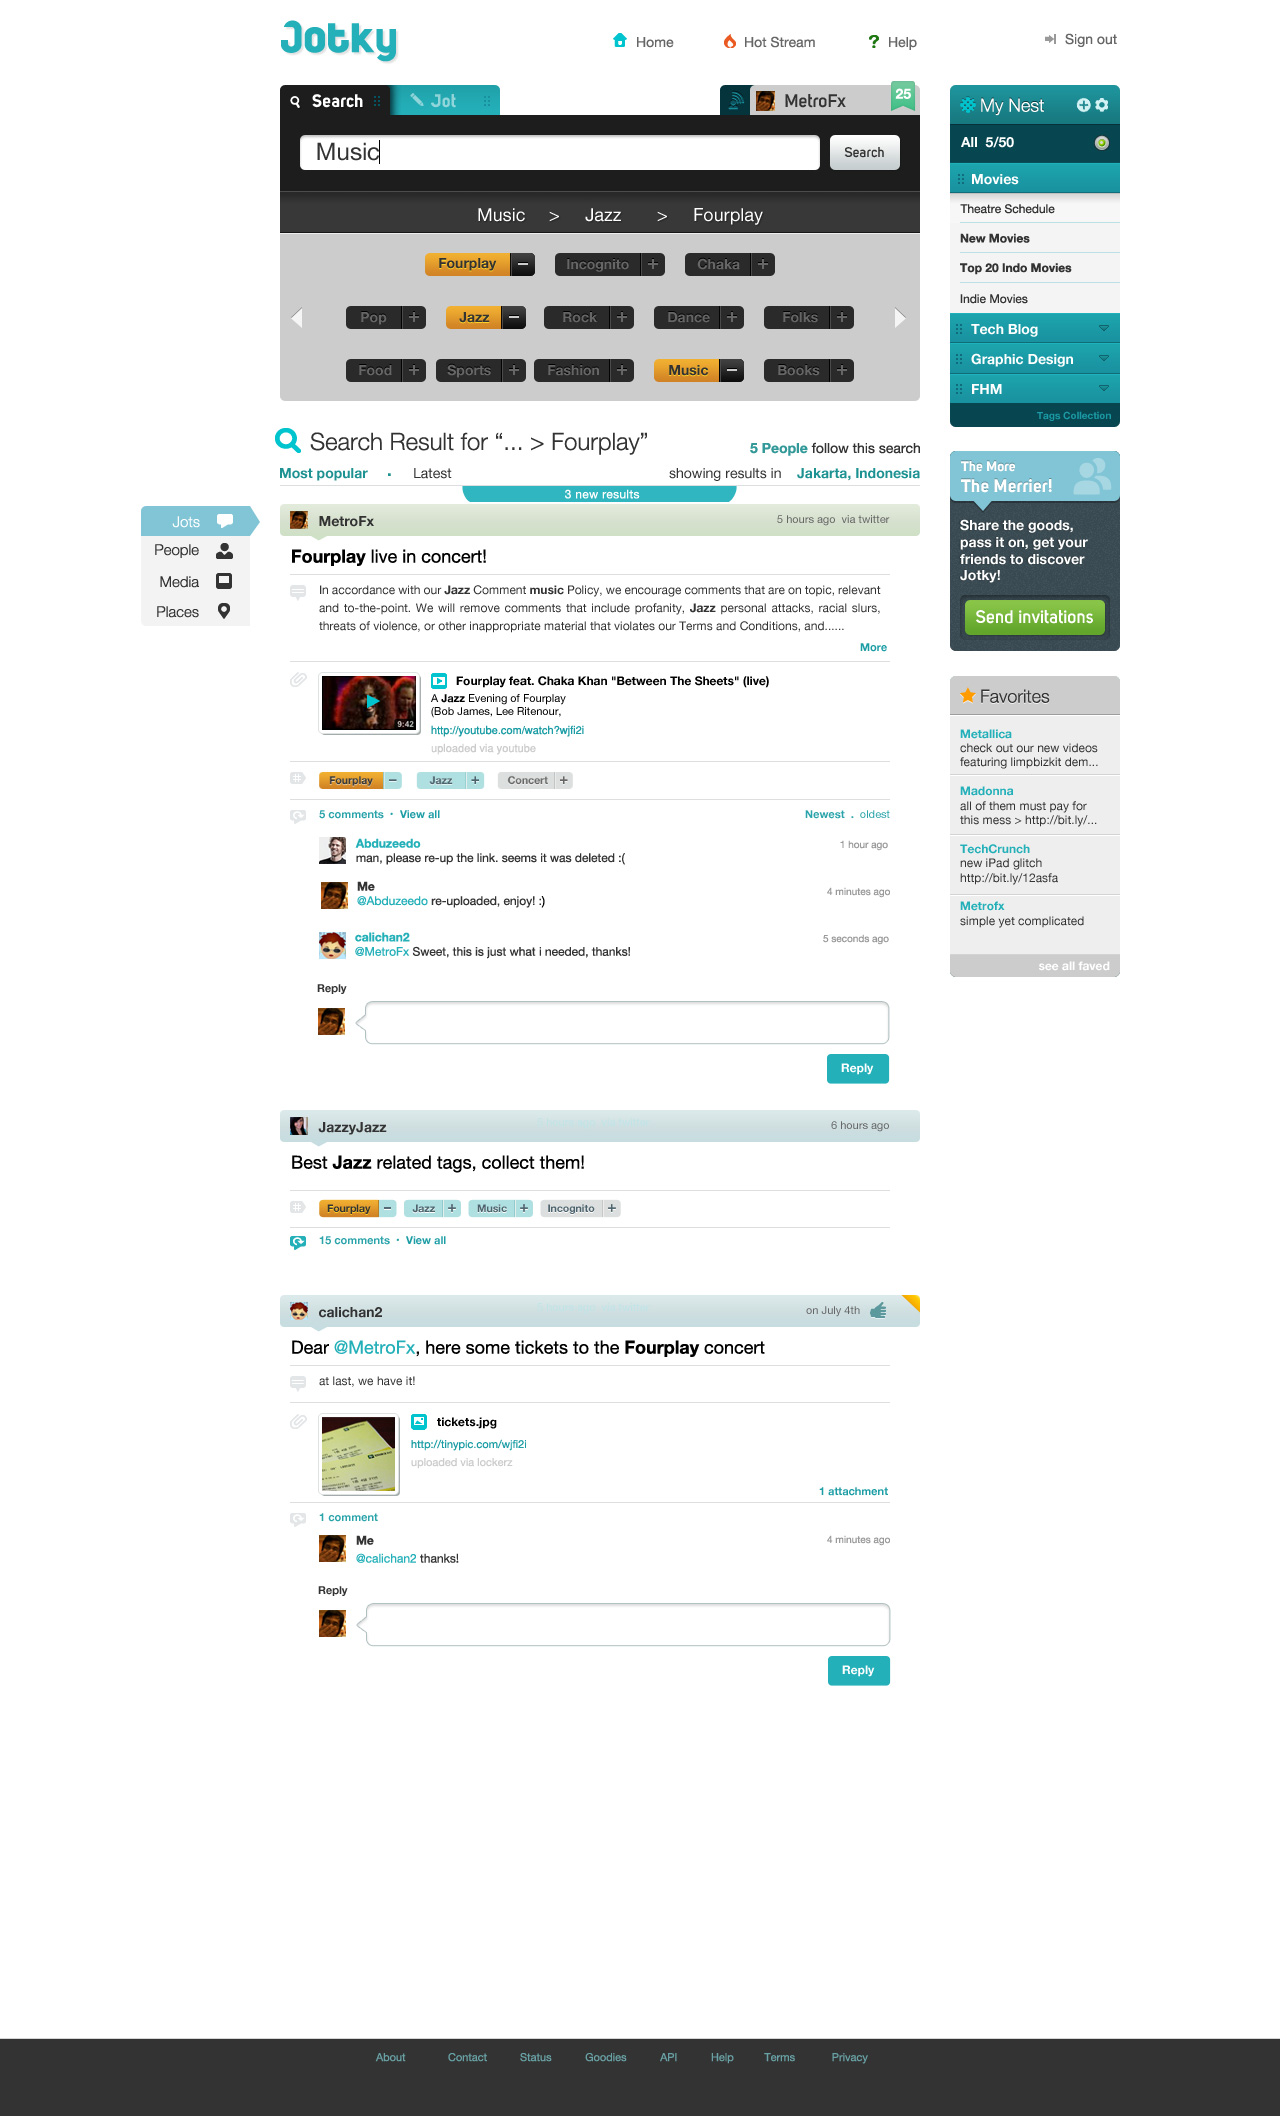 Jotky
Home
Hot Stream
? Help
Sign out
Search
Jot
MetroFx
25
Music
Search
Music > Jazz > Fourplay
Fourplay − Incognito + Chaka +
Pop + Jazz − Rock + Dance + Folks +
Food + Sports + Fashion + Music − Books +
My Nest
All 5/50
Movies
Theatre Schedule
New Movies
Top 20 Indo Movies
Indie Movies
Tech Blog
Graphic Design
FHM
Tags Collection
Search Result for “... > Fourplay”
5 People follow this search
Most popular · Latest
showing results in Jakarta, Indonesia
3 new results
Jots
People
Media
Places
The More
The Merrier!
Share the goods,
pass it on, get your
friends to discover
Jotky!
Send invitations
Favorites
Metallica
check out our new videos
featuring limpbizkit dem...
Madonna
all of them must pay for
this mess > http://bit.ly/...
TechCrunch
new iPad glitch
http://bit.ly/12asfa
Metrofx
simple yet complicated
see all faved
MetroFx
5 hours ago via twitter
Fourplay live in concert!
In accordance with our Jazz Comment music Policy, we encourage comments that are on topic, relevant
and to-the-point. We will remove comments that include profanity, Jazz personal attacks, racial slurs,
threats of violence, or other inappropriate material that violates our Terms and Conditions, and......
More
9:42
Fourplay feat. Chaka Khan "Between The Sheets" (live)
A Jazz Evening of Fourplay
(Bob James, Lee Ritenour,
http://youtube.com/watch?wjfi2i
uploaded via youtube
# Fourplay − Jazz + Concert +
5 comments · View all
Newest . oldest
Abduzeedo
1 hour ago
man, please re-up the link. seems it was deleted :(
Me
4 minutes ago
@Abduzeedo re-uploaded, enjoy! :)
calichan2
5 seconds ago
@MetroFx Sweet, this is just what i needed, thanks!
Reply
Reply
JazzyJazz
6 hours ago
Best Jazz related tags, collect them!
# Fourplay − Jazz + Music + Incognito +
15 comments · View all
calichan2
on July 4th
Dear @MetroFx, here some tickets to the Fourplay concert
at last, we have it!
tickets.jpg
http://tinypic.com/wjfi2i
uploaded via lockerz
1 attachment
1 comment
Me
4 minutes ago
@calichan2 thanks!
Reply
Reply
About Contact Status Goodies API Help Terms Privacy